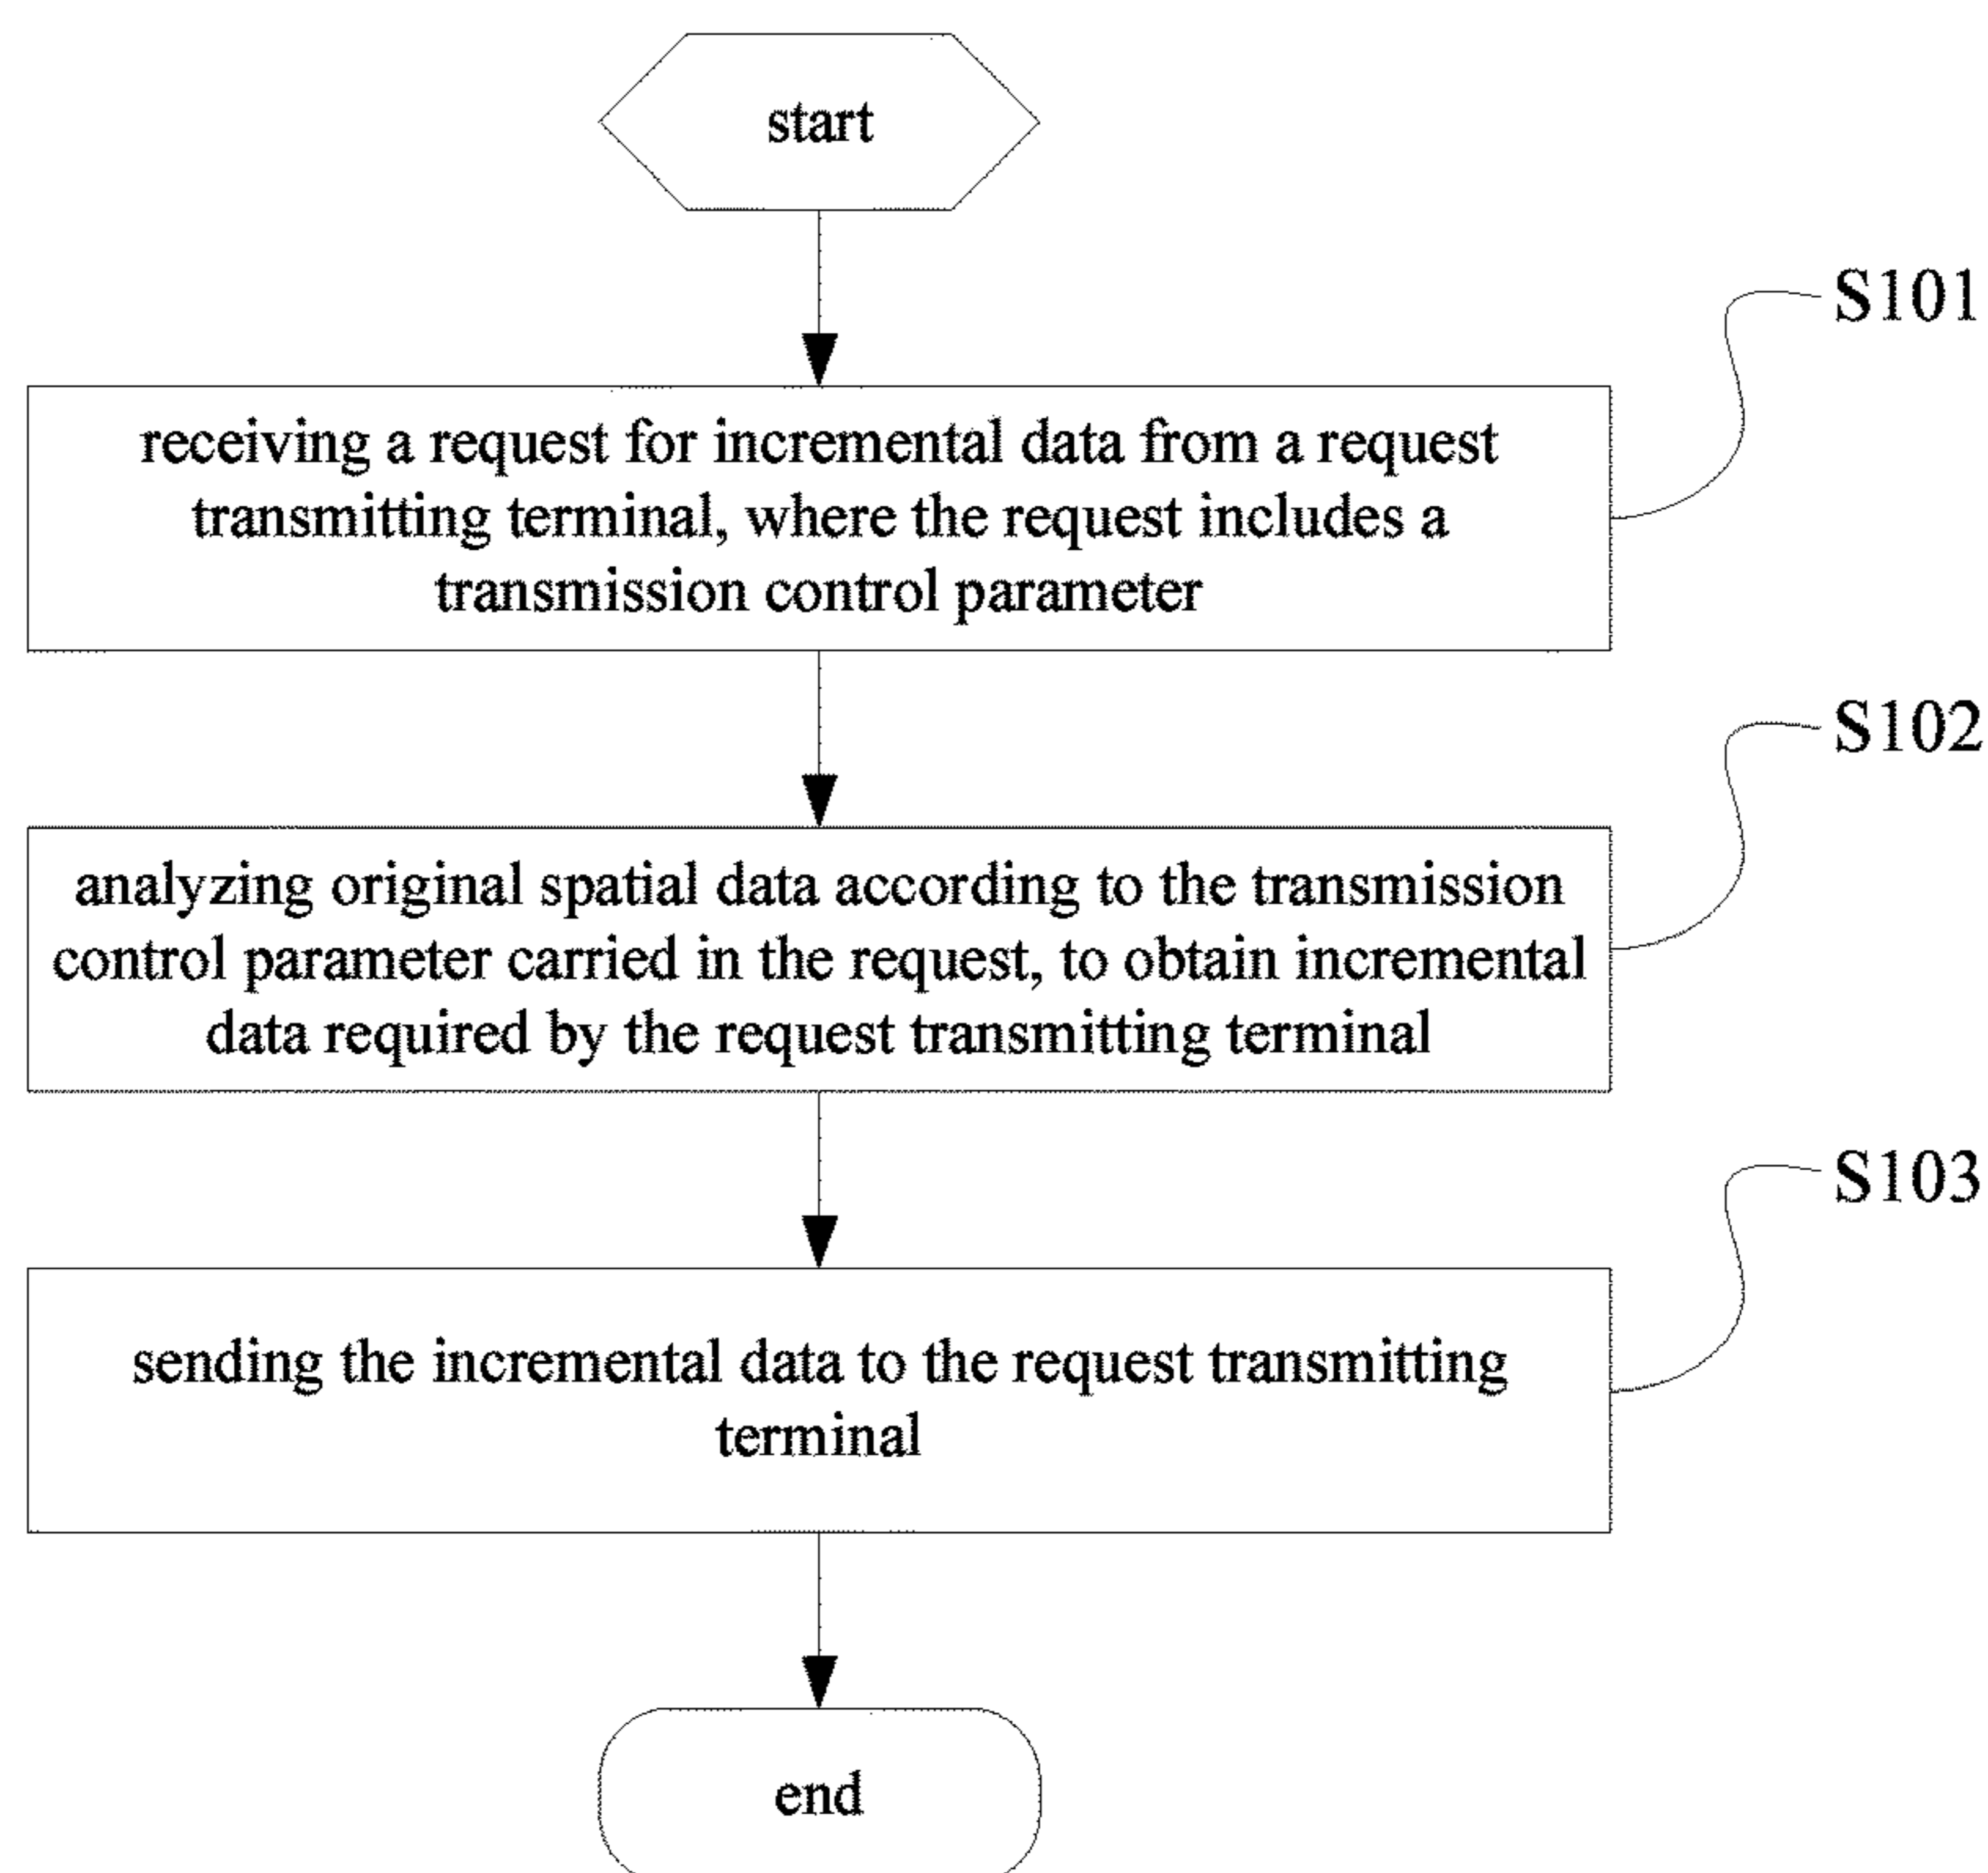 start
S101
receiving a request for incremental data from a request
transmitting terminal, where the request includes a
transmission control parameter
S102
analyzing original spatial data according to the transmission
control parameter carried in the request, to obtain incremental
data required by the request transmitting terminal
S103
sending the incremental data to the request transmitting
terminal
end